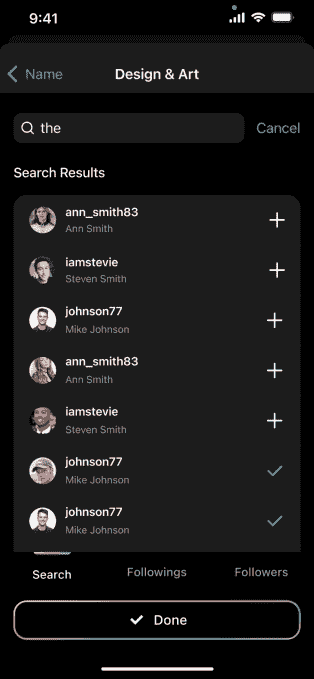 9:41
Name
Design & Art
the
Cancel
Search Results
ann_smith83
Ann Smith
iamstevie
Steven Smith
johnson77
Mike Johnson
ann_smith83
Ann Smith
iamstevie
Steven Smith
johnson77
Mike Johnson
johnson77
Mike Johnson
Search
Followings
Followers
Done